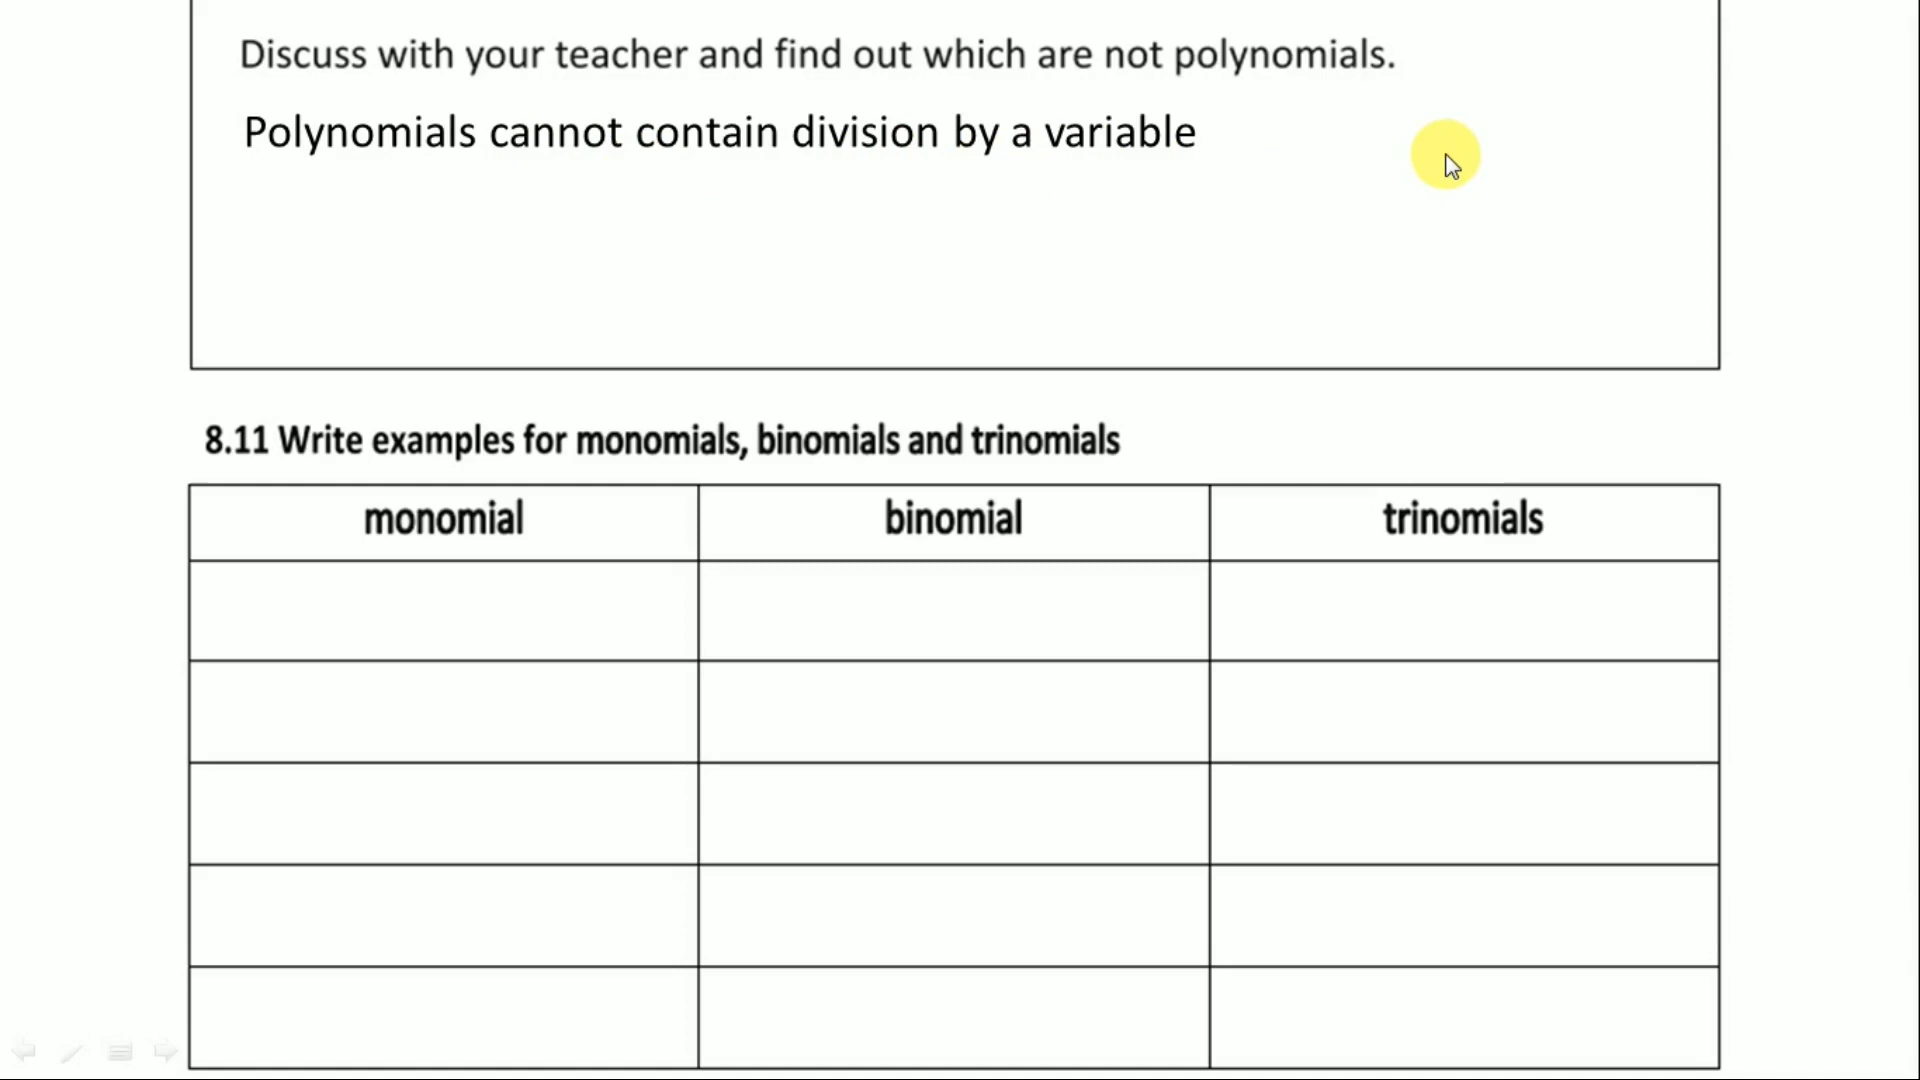 Discuss with your teacher and find out which are not polynomials.
Polynomials cannot contain division by a variable
8.11 Write examples for monomials, binomials and trinomials
monomial binomial trinomials